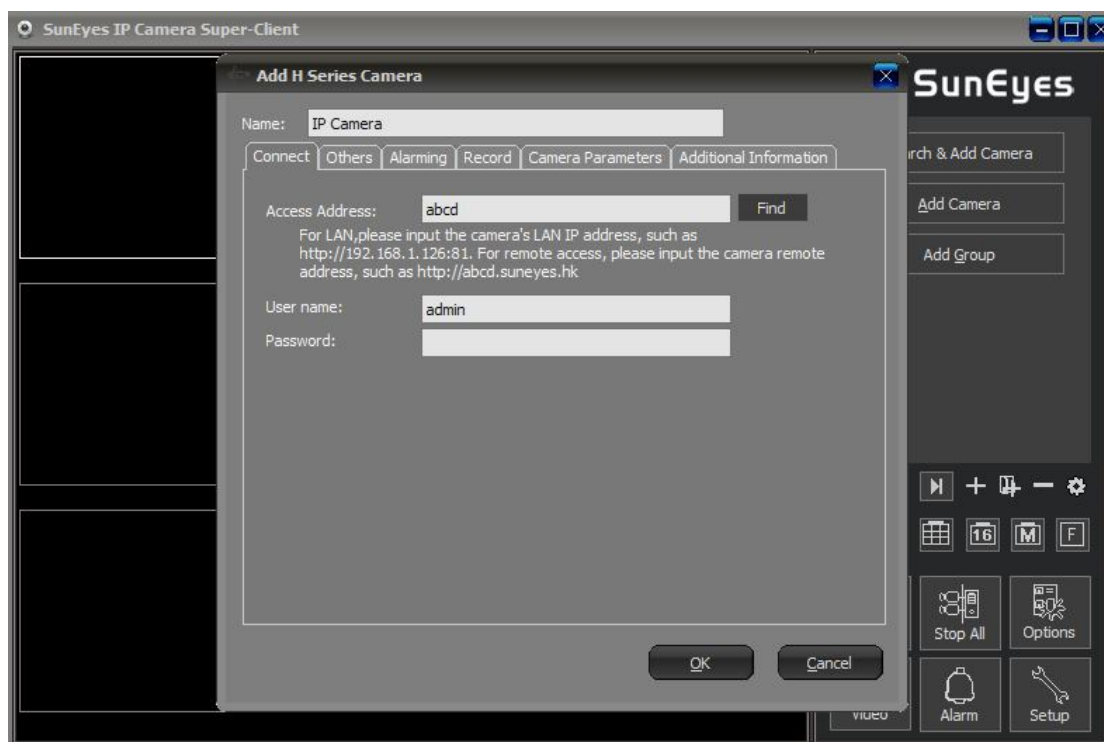 SunEyes IP Camera Super-Client
Add H Series Camera
SunEyes
Name: IP Camera
Connect Others Alarming Record Camera Parameters Additional Information
Access Address: abcd Find
For LAN,please input the camera's LAN IP address, such as
http://192.168.1.126:81. For remote access, please input the camera remote
address, such as http://abcd.suneyes.hk
User name: admin
Password:
OK Cancel
rch & Add Camera
Add Camera
Add Group
16 M F
Stop All Options
Video Alarm Setup